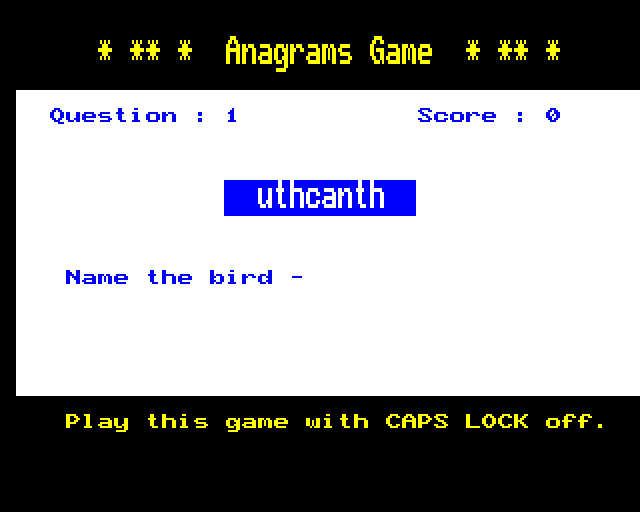 * ** * Anagrams Game * ** *
Question : 1 Score : 0
uthcanth
Name the bird -
Play this game with CAPS LOCK off.